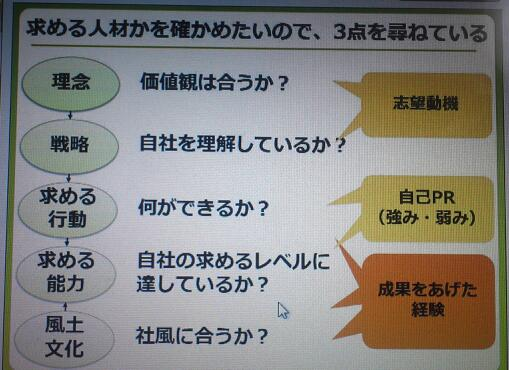 求める人材かを確かめたいので、3点を尋ねている
理念
価値観は合うか？
志望動機
戦略
自社を理解しているか？
求める
行動
何ができるか？
自己PR
（強み・弱み）
求める
能力
自社の求めるレベルに
達しているか？
成果をあげた
経験
風土
文化
社風に合うか？